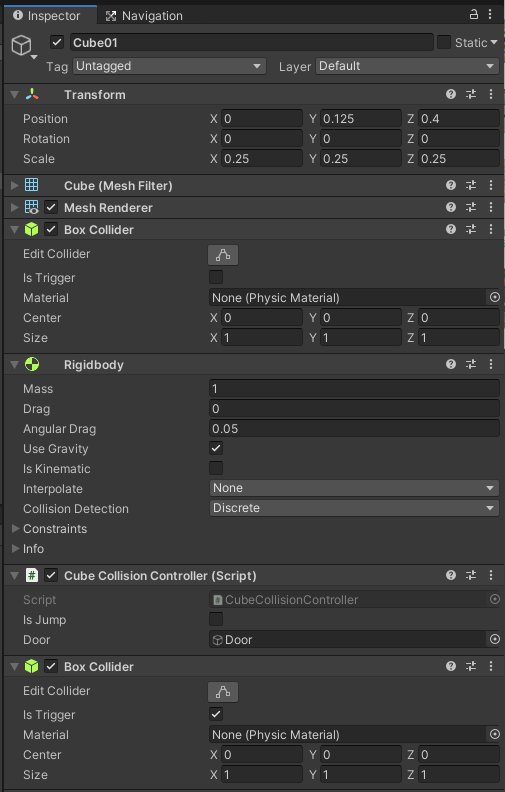 Inspector Navigation
Cube01 Static
Tag Untagged Layer Default
Transform
Position X 0 Y 0.125 Z 0.4
Rotation X 0 Y 0 Z 0
Scale X 0.25 Y 0.25 Z 0.25
Cube (Mesh Filter)
Mesh Renderer
Box Collider
Edit Collider
Is Trigger
Material None (Physic Material)
Center X 0 Y 0 Z 0
Size X 1 Y 1 Z 1
Rigidbody
Mass 1
Drag 0
Angular Drag 0.05
Use Gravity
Is Kinematic
Interpolate None
Collision Detection Discrete
Constraints
Info
# Cube Collision Controller (Script)
Script # CubeCollisionController
Is Jump
Door Door
Box Collider
Edit Collider
Is Trigger
Material None (Physic Material)
Center X 0 Y 0 Z 0
Size X 1 Y 1 Z 1